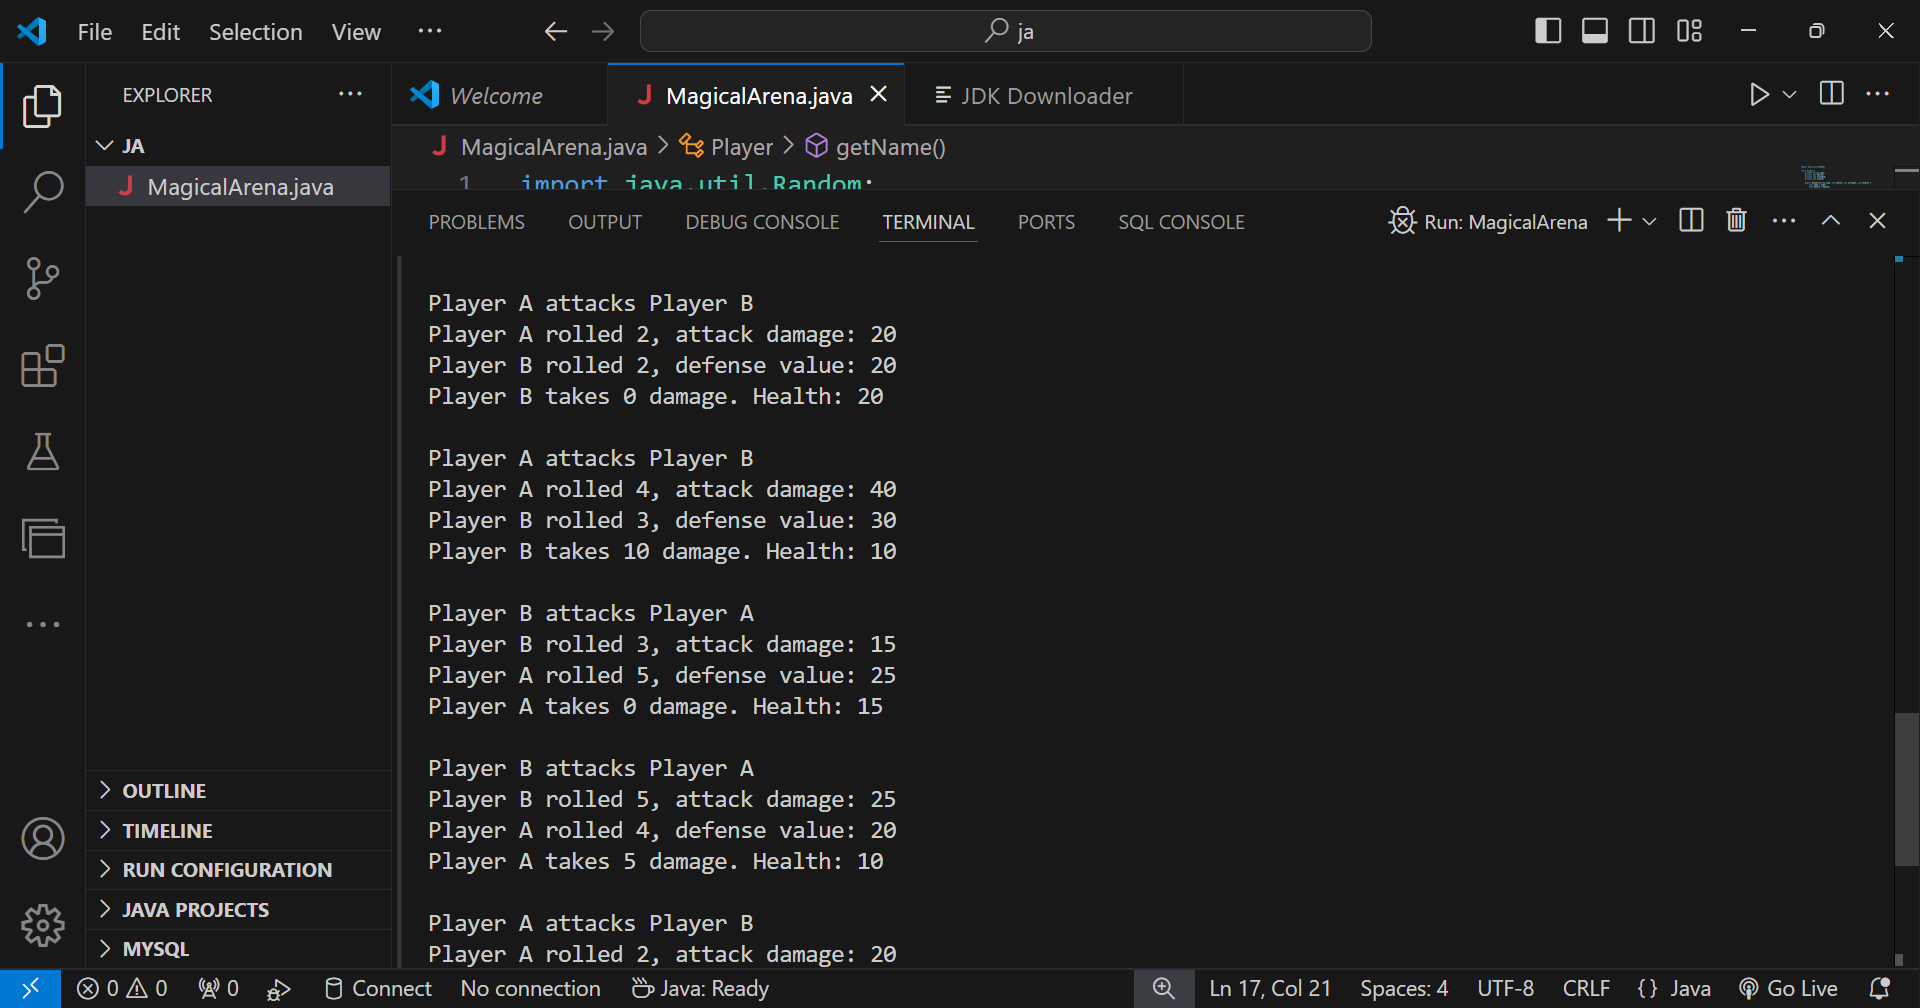 File Edit Selection View ··· ja
EXPLORER ···
JA
MagicalArena.java
OUTLINE
TIMELINE
RUN CONFIGURATION
JAVA PROJECTS
MYSQL
Welcome MagicalArena.java JDK Downloader
MagicalArena.java > Player > getName()
1 import java.util.Random;
PROBLEMS OUTPUT DEBUG CONSOLE TERMINAL PORTS SQL CONSOLE Run: MagicalArena
Player A attacks Player B
Player A rolled 2, attack damage: 20
Player B rolled 2, defense value: 20
Player B takes 0 damage. Health: 20
Player A attacks Player B
Player A rolled 4, attack damage: 40
Player B rolled 3, defense value: 30
Player B takes 10 damage. Health: 10
Player B attacks Player A
Player B rolled 3, attack damage: 15
Player A rolled 5, defense value: 25
Player A takes 0 damage. Health: 15
Player B attacks Player A
Player B rolled 5, attack damage: 25
Player A rolled 4, defense value: 20
Player A takes 5 damage. Health: 10
Player A attacks Player B
Player A rolled 2, attack damage: 20
0 0 0 Connect No connection Java: Ready Ln 17, Col 21 Spaces: 4 UTF-8 CRLF {} Java Go Live